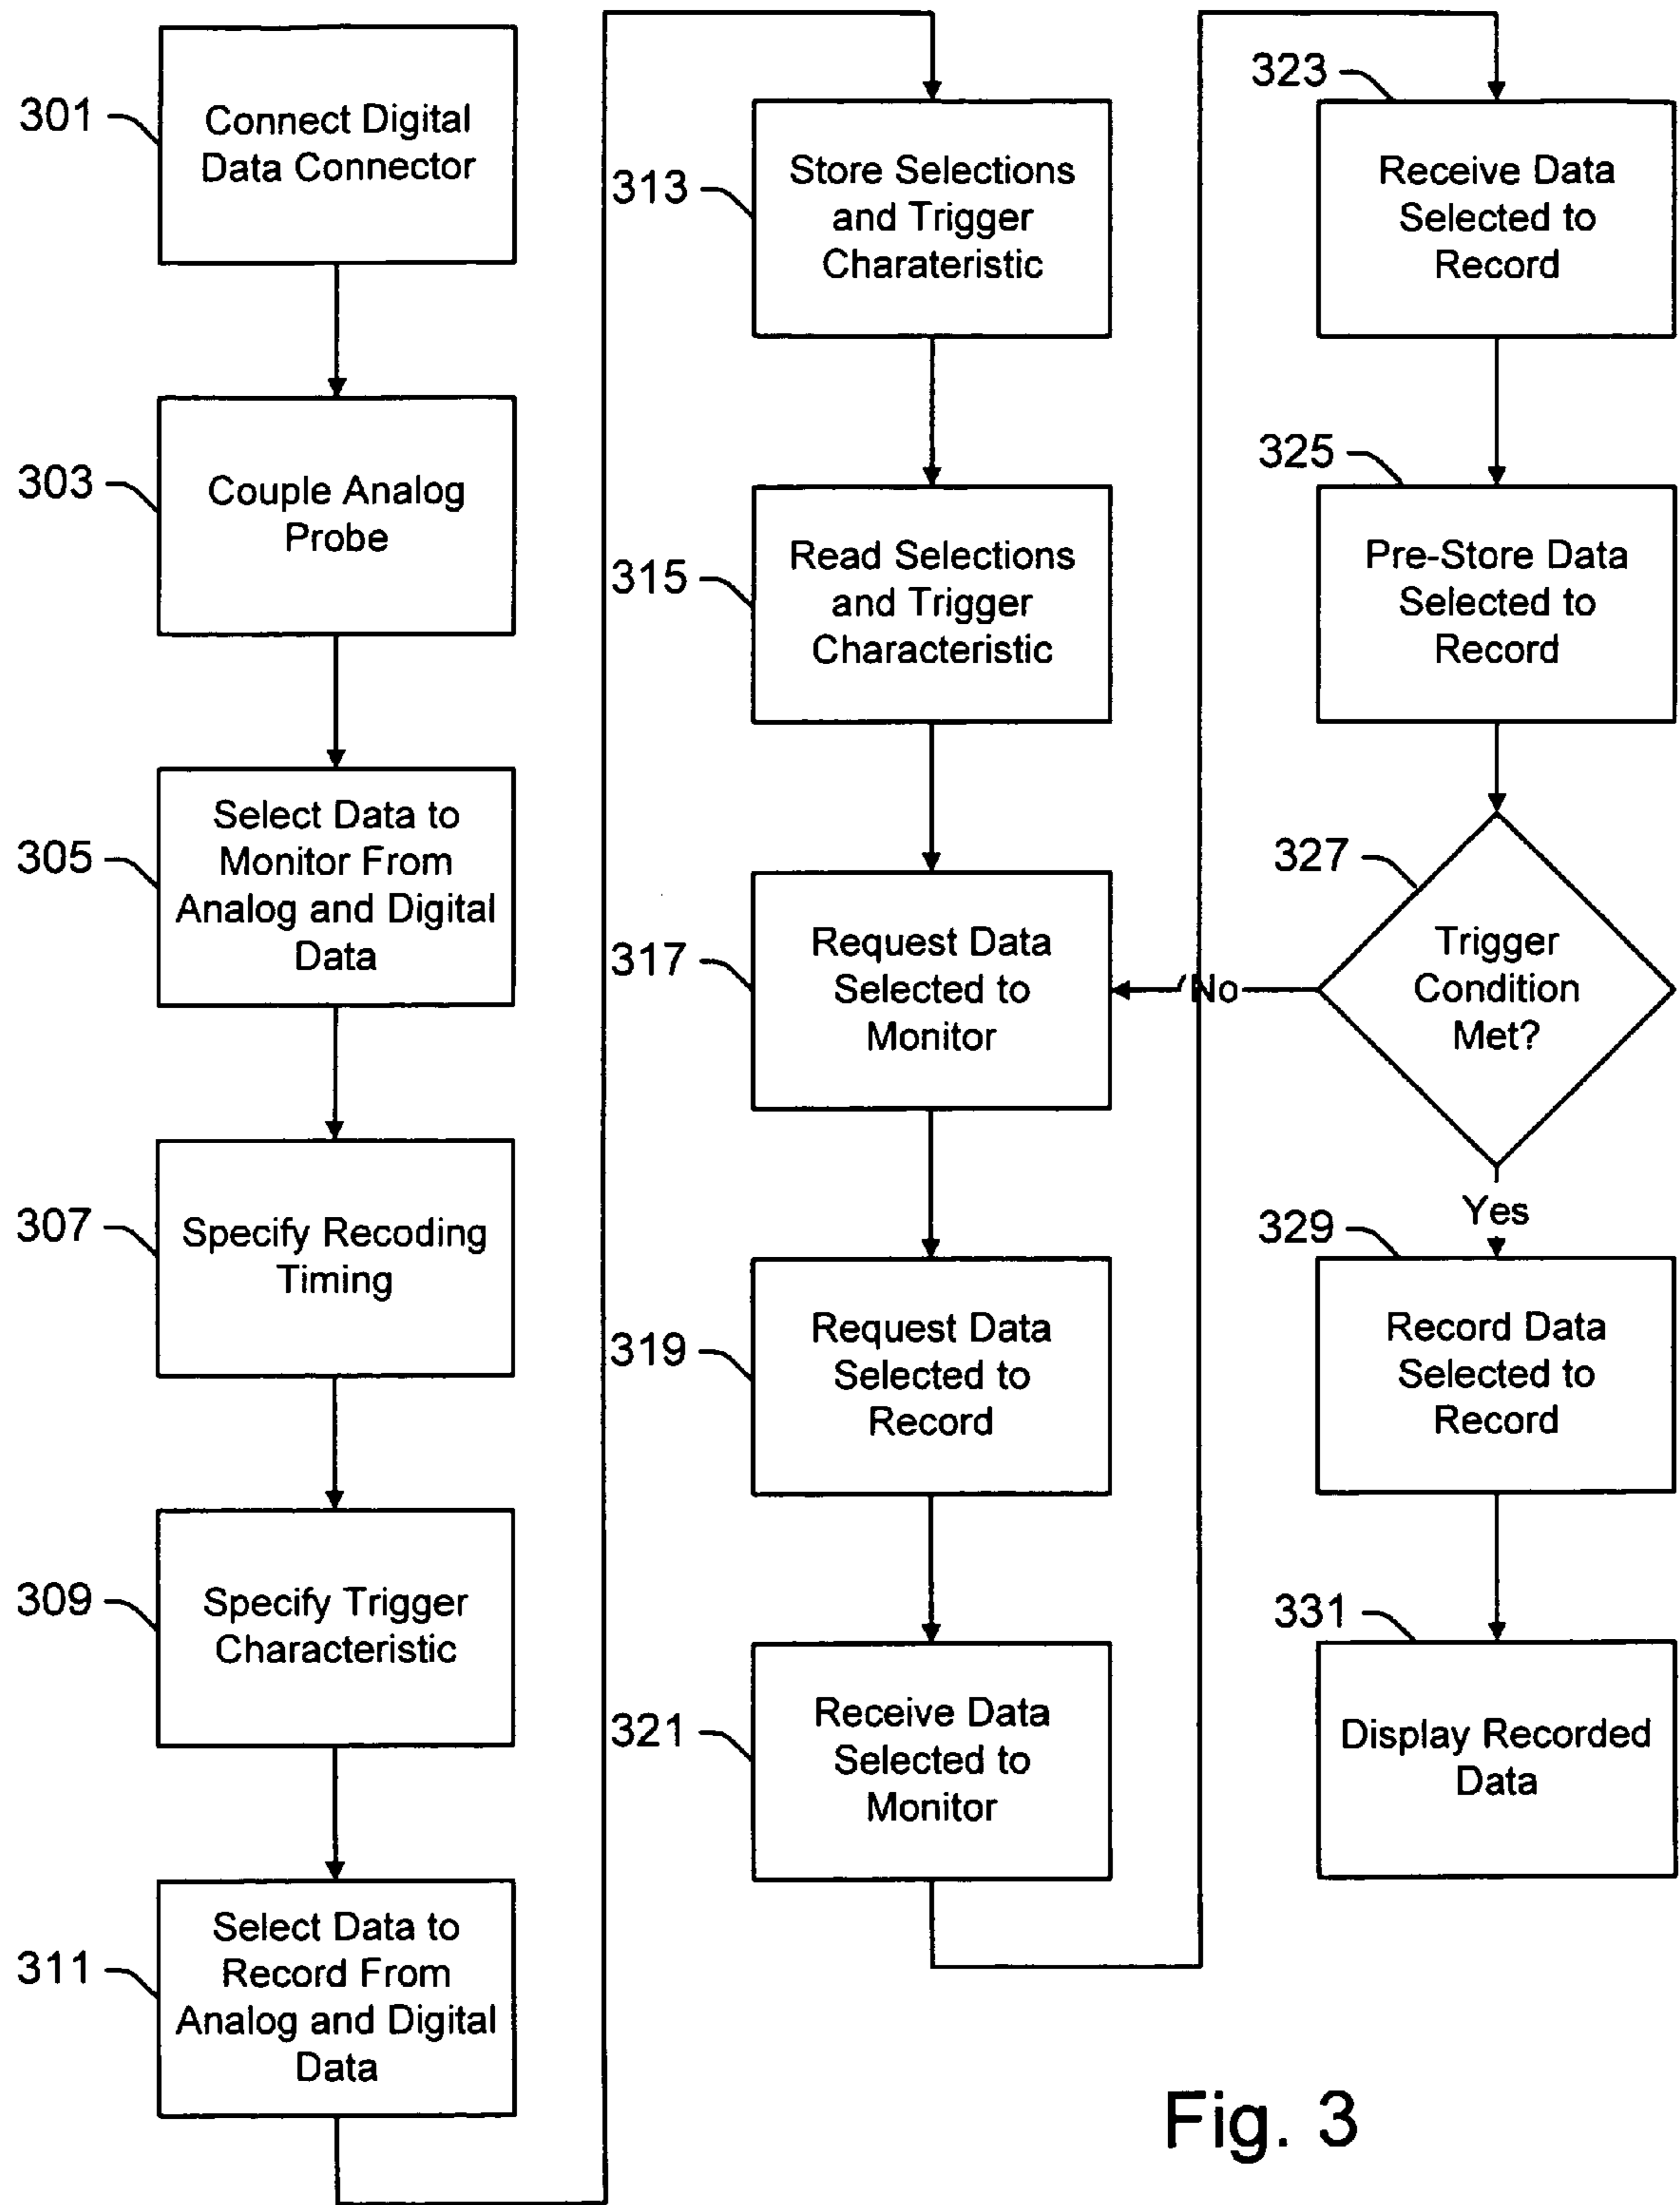 301
Connect Digital
Data Connector
303
Couple Analog
Probe
305
Select Data to
Monitor From
Analog and Digital
Data
307
Specify Recoding
Timing
309
Specify Trigger
Characteristic
311
Select Data to
Record From
Analog and Digital
Data
313
Store Selections
and Trigger
Charateristic
315
Read Selections
and Trigger
Characteristic
317
Request Data
Selected to
Monitor
319
Request Data
Selected to
Record
321
Receive Data
Selected to
Monitor
323
Receive Data
Selected to
Record
325
Pre-Store Data
Selected to
Record
327
Trigger
Condition
Met?
No
Yes
329
Record Data
Selected to
Record
331
Display Recorded
Data
Fig. 3